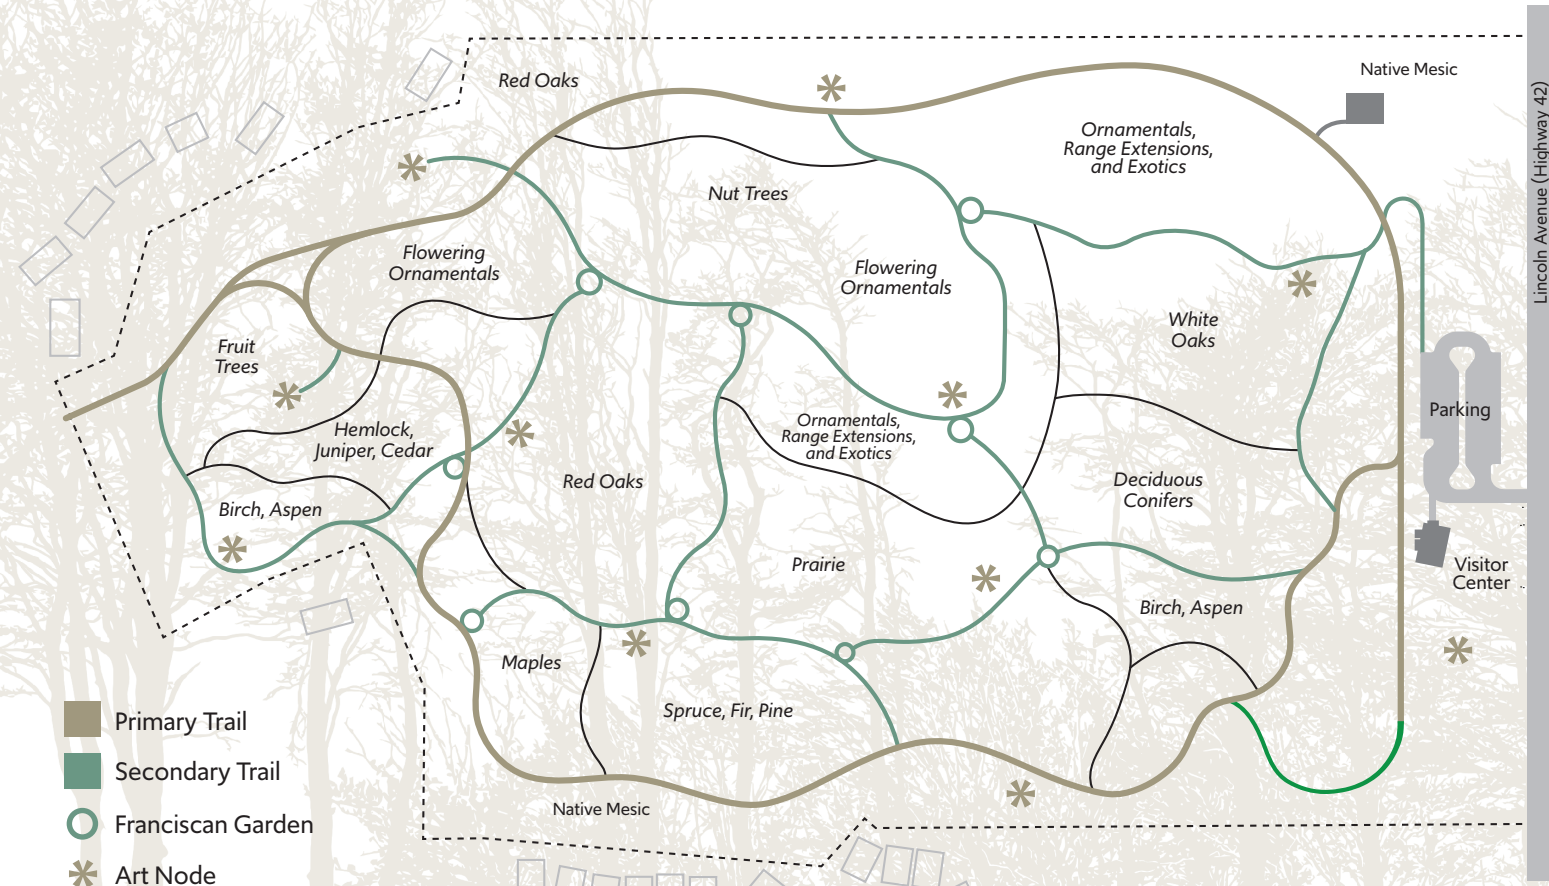 Red Oaks
Native Mesic
Ornamentals,
Range Extensions,
and Exotics
Nut Trees
Flowering
Ornamentals
Flowering
Ornamentals
White
Oaks
Fruit
Trees
Hemlock,
Juniper, Cedar
Ornamentals,
Range Extensions,
and Exotics
Parking
Lincoln Avenue (Highway 42)
Red Oaks
Deciduous
Conifers
Birch, Aspen
Prairie
Visitor
Center
Birch, Aspen
Maples
Spruce, Fir, Pine
Native Mesic
Primary Trail
Secondary Trail
Franciscan Garden
Art Node